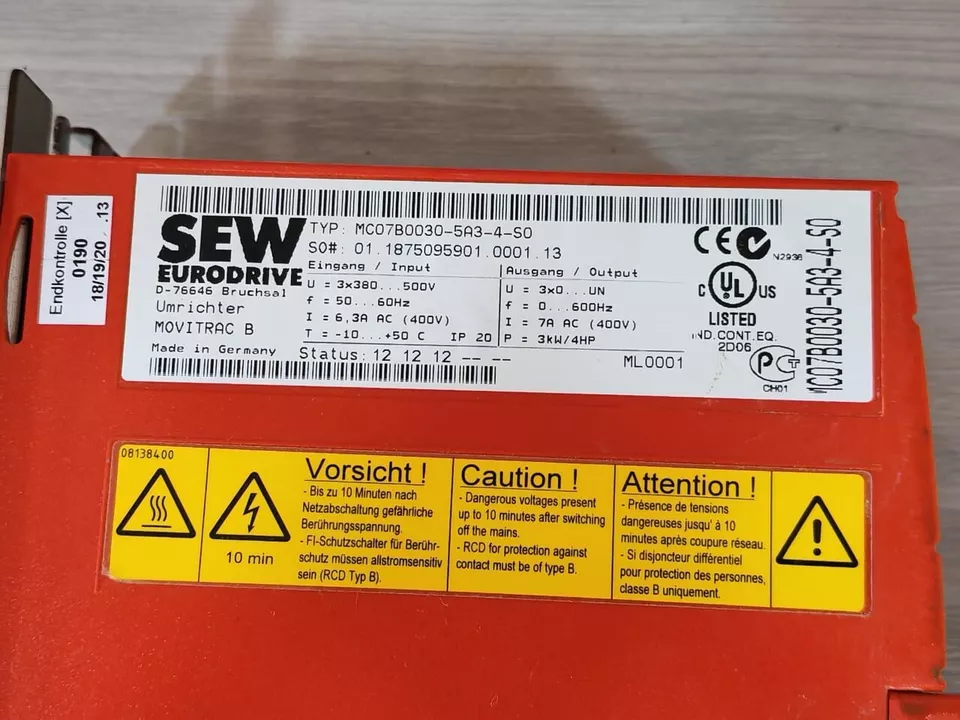 Endkontrolle [X]
0190
18/19/20 .13
SEW
EURODRIVE
D-76646 Bruchsal
Umrichter
MOVITRAC B
Made in Germany
TYP: MC07B0030-5A3-4-S0
SO#: 01.1875095901.0001.13
Eingang / Input
U = 3x380...500V
f = 50...60Hz
I = 6,3A AC (400V)
T = -10...+50 C IP 20
Status: 12 12 12 -- --
Ausgang / Output
U = 3x0...UN
f = 0...600Hz
I = 7A AC (400V)
P = 3kW/4HP
ML0001
CE
N2936
C UL US
LISTED
IND.CONT.EQ.
2D06
PCT
CH01
MC07B0030-5A3-4-S0
08138400
10 min
Vorsicht !
- Bis zu 10 Minuten nach
Netzabschaltung gefährliche
Berührungsspannung.
- FI-Schutzschalter für Berühr-
schutz müssen allstromsensitiv
sein (RCD Typ B).
Caution !
- Dangerous voltages present
up to 10 minutes after switching
off the mains.
- RCD for protection against
contact must be of type B.
Attention !
- Présence de tensions
dangereuses jusqu' à 10
minutes après coupure réseau.
- Si disjoncteur différentiel
pour protection des personnes,
classe B uniquement.